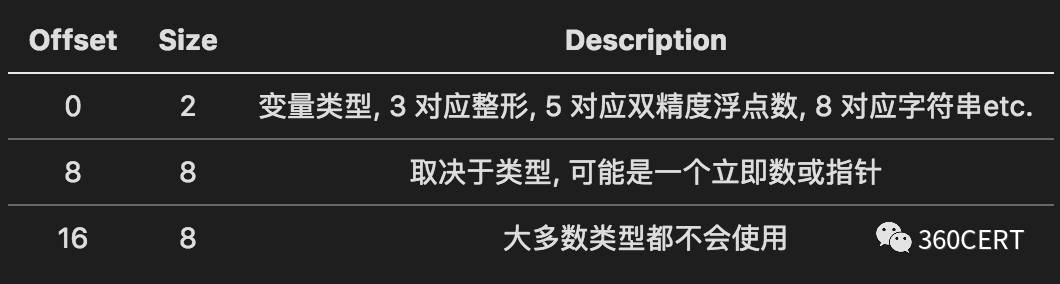 Offset Size Description
0 2 变量类型, 3 对应整形, 5 对应双精度浮点数, 8 对应字符串etc.
8 8 取决于类型, 可能是一个立即数或指针
16 8 大多数类型都不会使用
360CERT